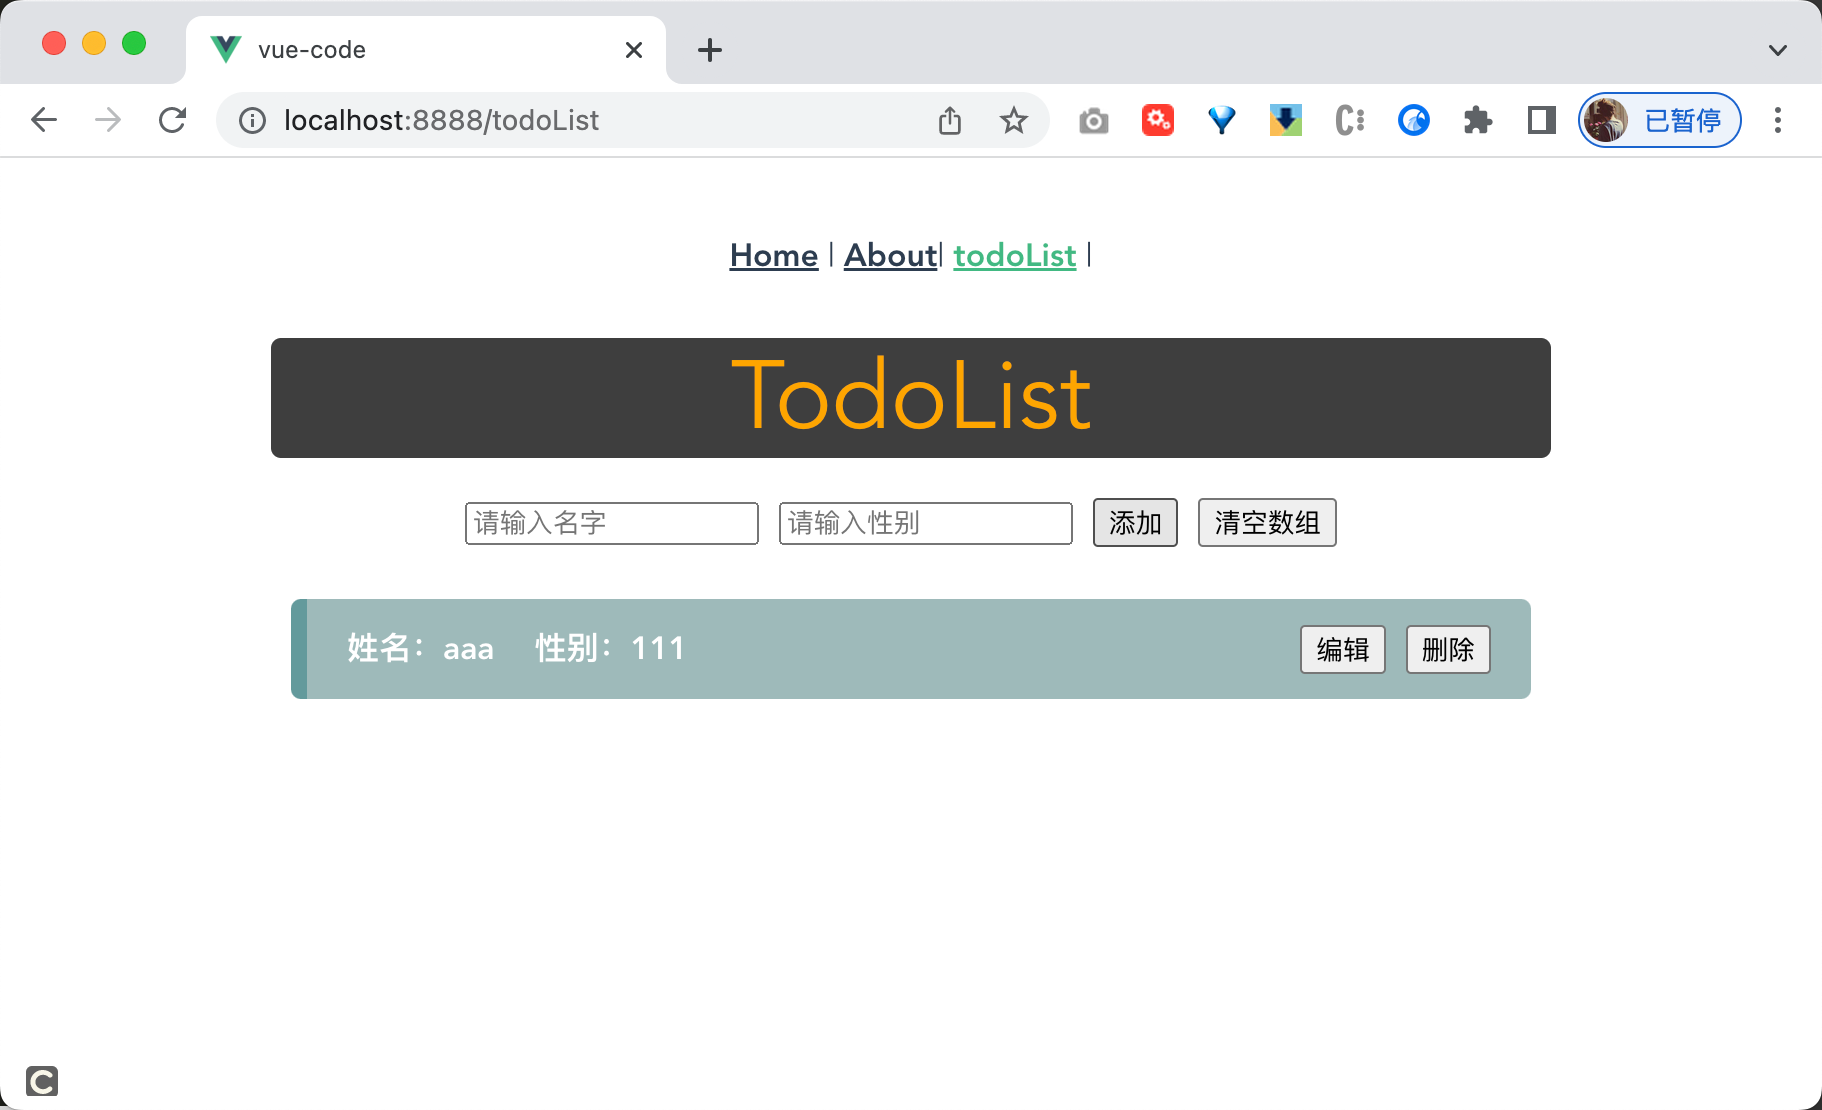 vue-code
localhost:8888/todoList
已暂停
Home | About| todoList |
TodoList
请输入名字 请输入性别 添加 清空数组
姓名：aaa 性别：111 编辑 删除
C